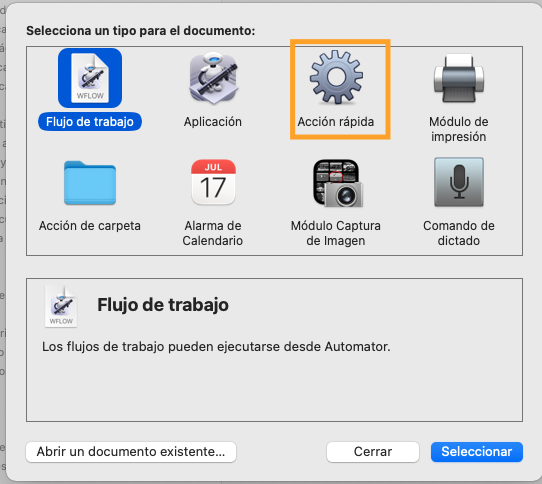 Selecciona un tipo para el documento:
WFLOW
Flujo de trabajo
Aplicación
Acción rápida
Módulo de
impresión
Acción de carpeta
JUL
17
Alarma de
Calendario
Módulo Captura
de Imagen
Comando de
dictado
WFLOW
Flujo de trabajo
Los flujos de trabajo pueden ejecutarse desde Automator.
Abrir un documento existente...
Cerrar
Seleccionar